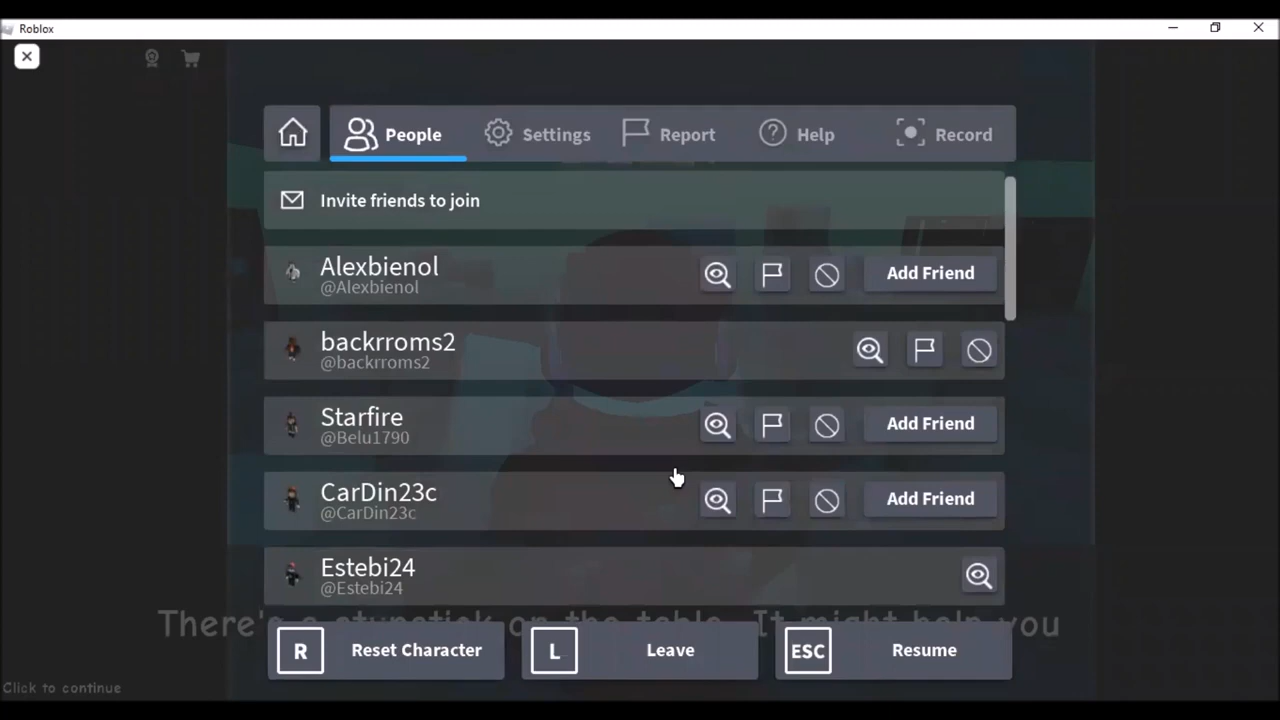 Roblox
People
Settings
Report
Help
Record
Invite friends to join
Alexbienol
@Alexbienol
Add Friend
backrroms2
@backrroms2
Starfire
@Belu1790
Add Friend
CarDin23c
@CarDin23c
Add Friend
Estebi24
@Estebi24
There's a stunstick on the table. It might help you
R Reset Character
L Leave
ESC Resume
Click to continue